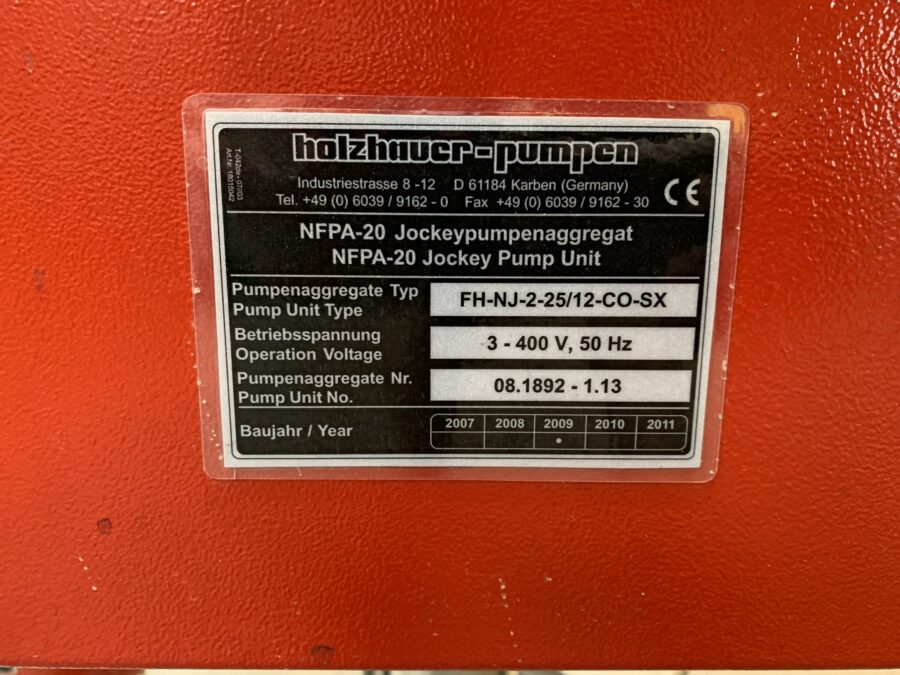 holzhauer-pumpen
Industriestrasse 8 -12 D 61184 Karben (Germany)
Tel. +49 (0) 6039 / 9162 - 0 Fax +49 (0) 6039 / 9162 - 30
CE
NFPA-20 Jockeypumpenaggregat
NFPA-20 Jockey Pump Unit
Pumpenaggregate Typ
Pump Unit Type
FH-NJ-2-25/12-CO-SX
Betriebsspannung
Operation Voltage
3 - 400 V, 50 Hz
Pumpenaggregate Nr.
Pump Unit No.
08.1892 - 1.13
Baujahr / Year
2007 2008 2009 2010 2011